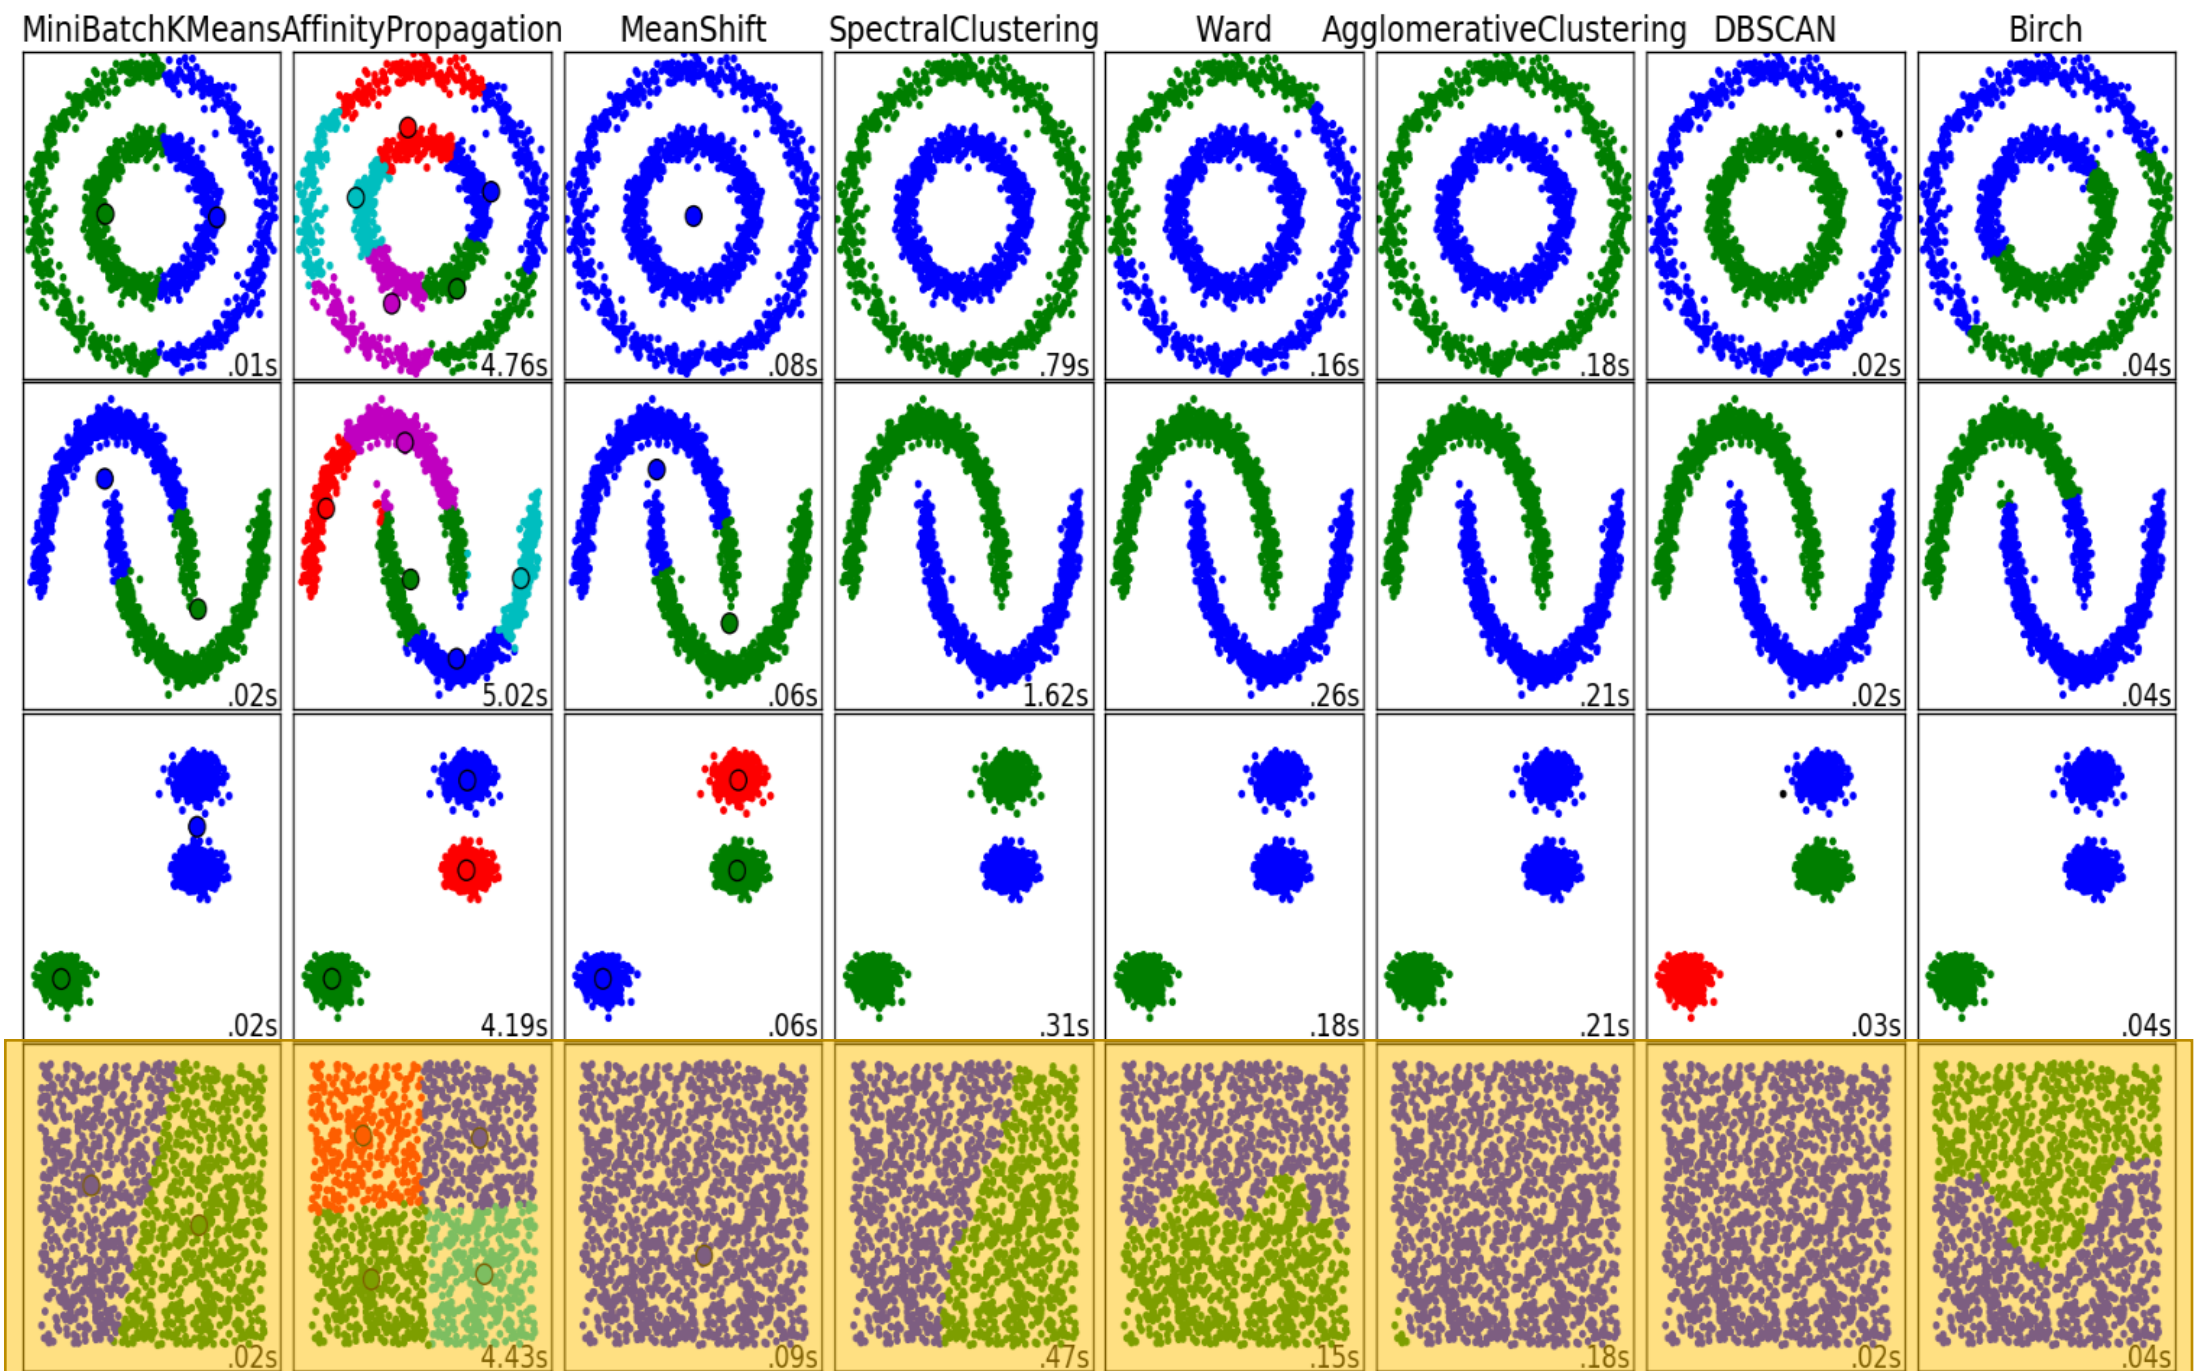 MiniBatchKMeans AffinityPropagation MeanShift SpectralClustering Ward AgglomerativeClustering DBSCAN Birch
.01s 4.76s .08s .79s .16s .18s .02s .04s
.02s 5.02s .06s 1.62s .26s .21s .02s .04s
.02s 4.19s .06s .31s .18s .21s .03s .04s
.02s 4.43s .09s .47s .15s .18s .02s .04s